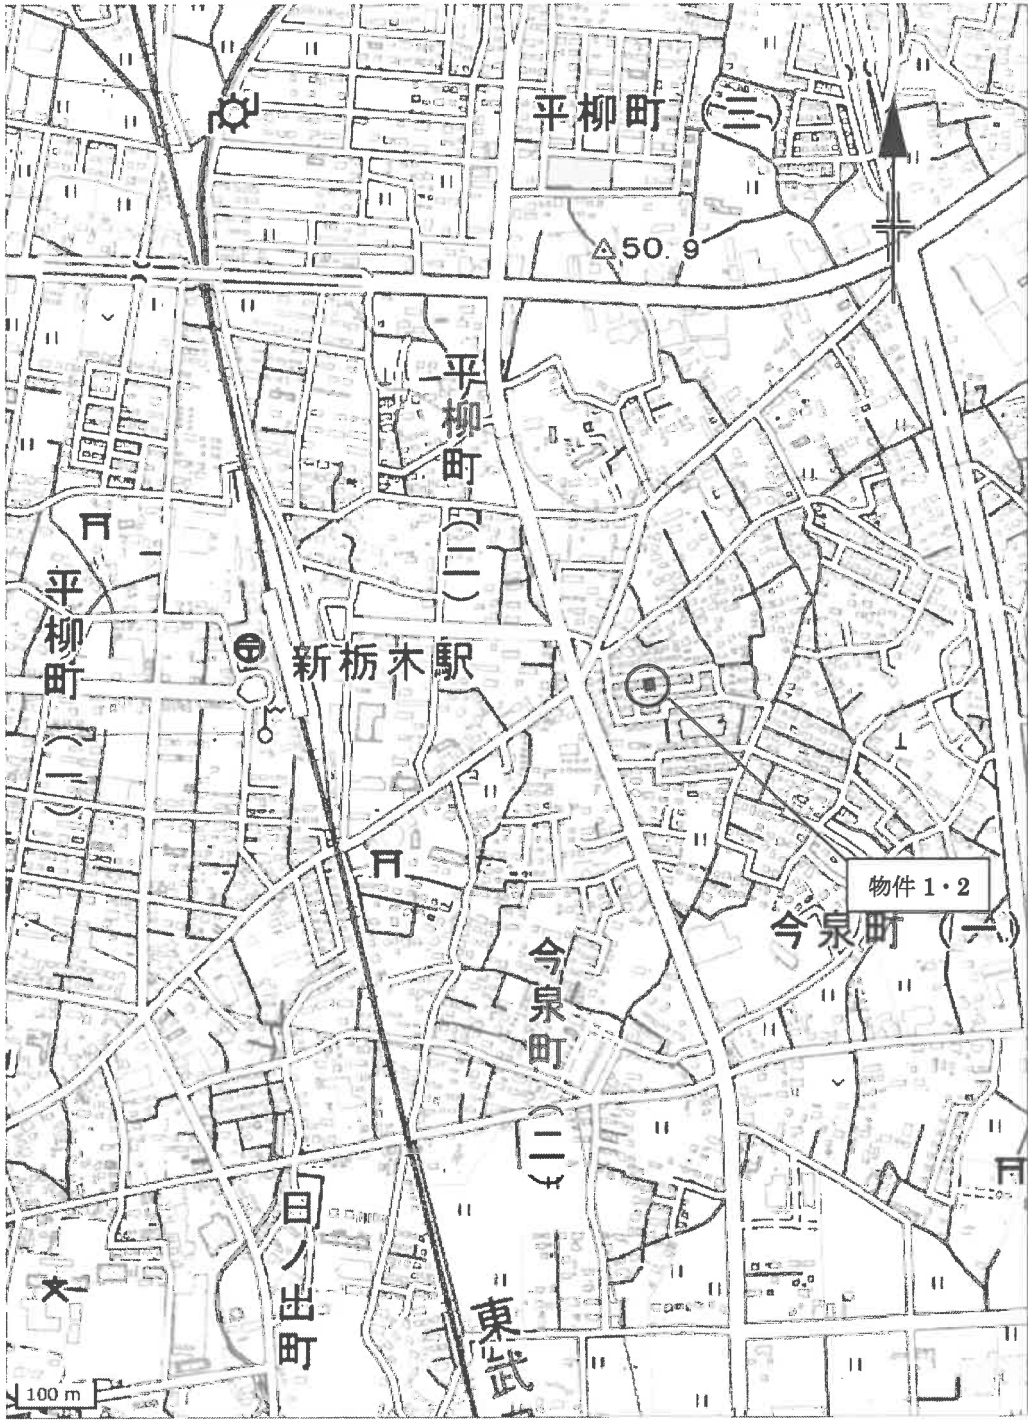 平柳町
(三)
50.9
平柳町
(二)
平柳町
(一)
新栃木駅
物件 1・2
今泉町 (一)
今泉町
(二)
日ノ出町
東武
100 m